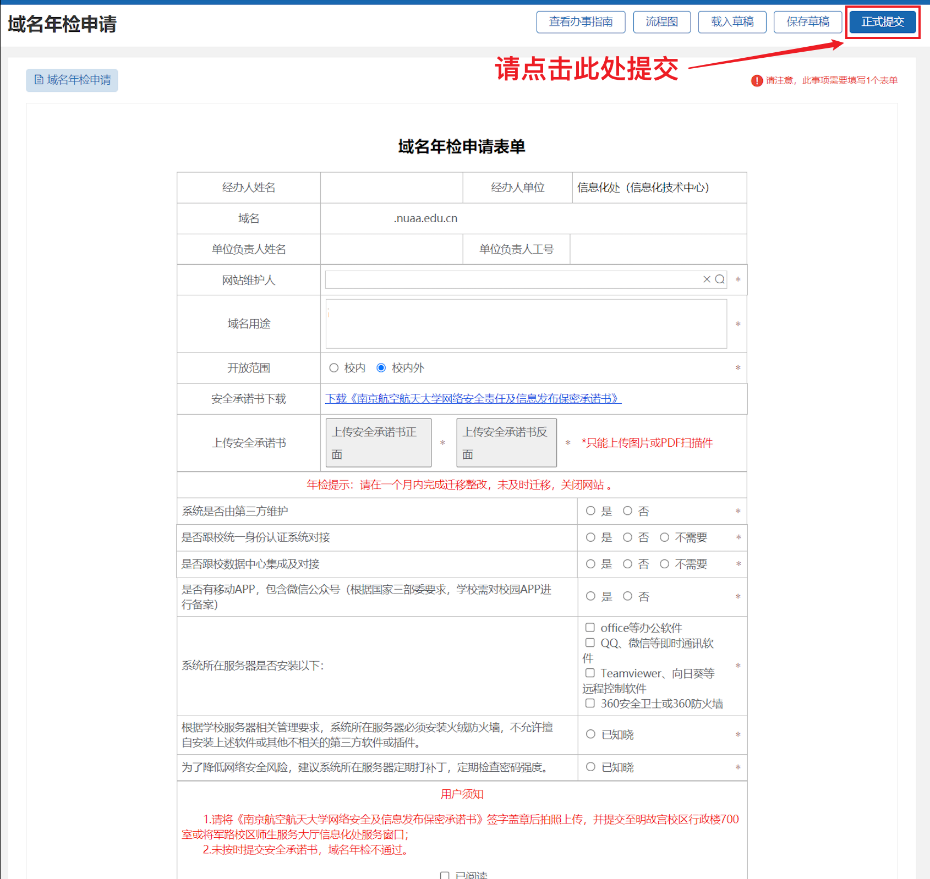 域名年检申请
查看办事指南 流程图 载入草稿 保存草稿 正式提交
请点击此处提交
域名年检申请
请注意，此事项需要填写1个表单
域名年检申请表单
经办人姓名 经办人单位 信息化处（信息化技术中心）
域名 .nuaa.edu.cn
单位负责人姓名 单位负责人工号
网站维护人 *
域名用途 *
开放范围 校内 校内外 *
安全承诺书下载 下载《南京航空航天大学网络安全责任及信息发布保密承诺书》
上传安全承诺书 上传安全承诺书正面 * 上传安全承诺书反面 * *只能上传图片或PDF扫描件
年检提示：请在一个月内完成迁移整改，未及时迁移，关闭网站 。
系统是否由第三方维护 是 否 *
是否跟校统一身份认证系统对接 是 否 不需要 *
是否跟校数据中心集成及对接 是 否 不需要 *
是否有移动APP，包含微信公众号（根据国家三部委要求，学校需对校园APP进
行备案） 是 否 *
系统所在服务器是否安装以下：
office等办公软件
QQ、微信等即时通讯软
件
Teamviewer、向日葵等
远程控制软件
360安全卫士或360防火墙
*
根据学校服务器相关管理要求，系统所在服务器必须安装火绒防火墙，不允许擅
自安装上述软件或其他不相关的第三方软件或插件。 已知晓 *
为了降低网络安全风险，建议系统所在服务器定期打补丁，定期检查密码强度。 已知晓 *
用户须知
1.请将《南京航空航天大学网络安全及信息发布保密承诺书》签字盖章后拍照上传，并提交至明故宫校区行政楼700
室或将军路校区师生服务大厅信息化处服务窗口；
2.未按时提交安全承诺书，域名年检不通过。
已阅读